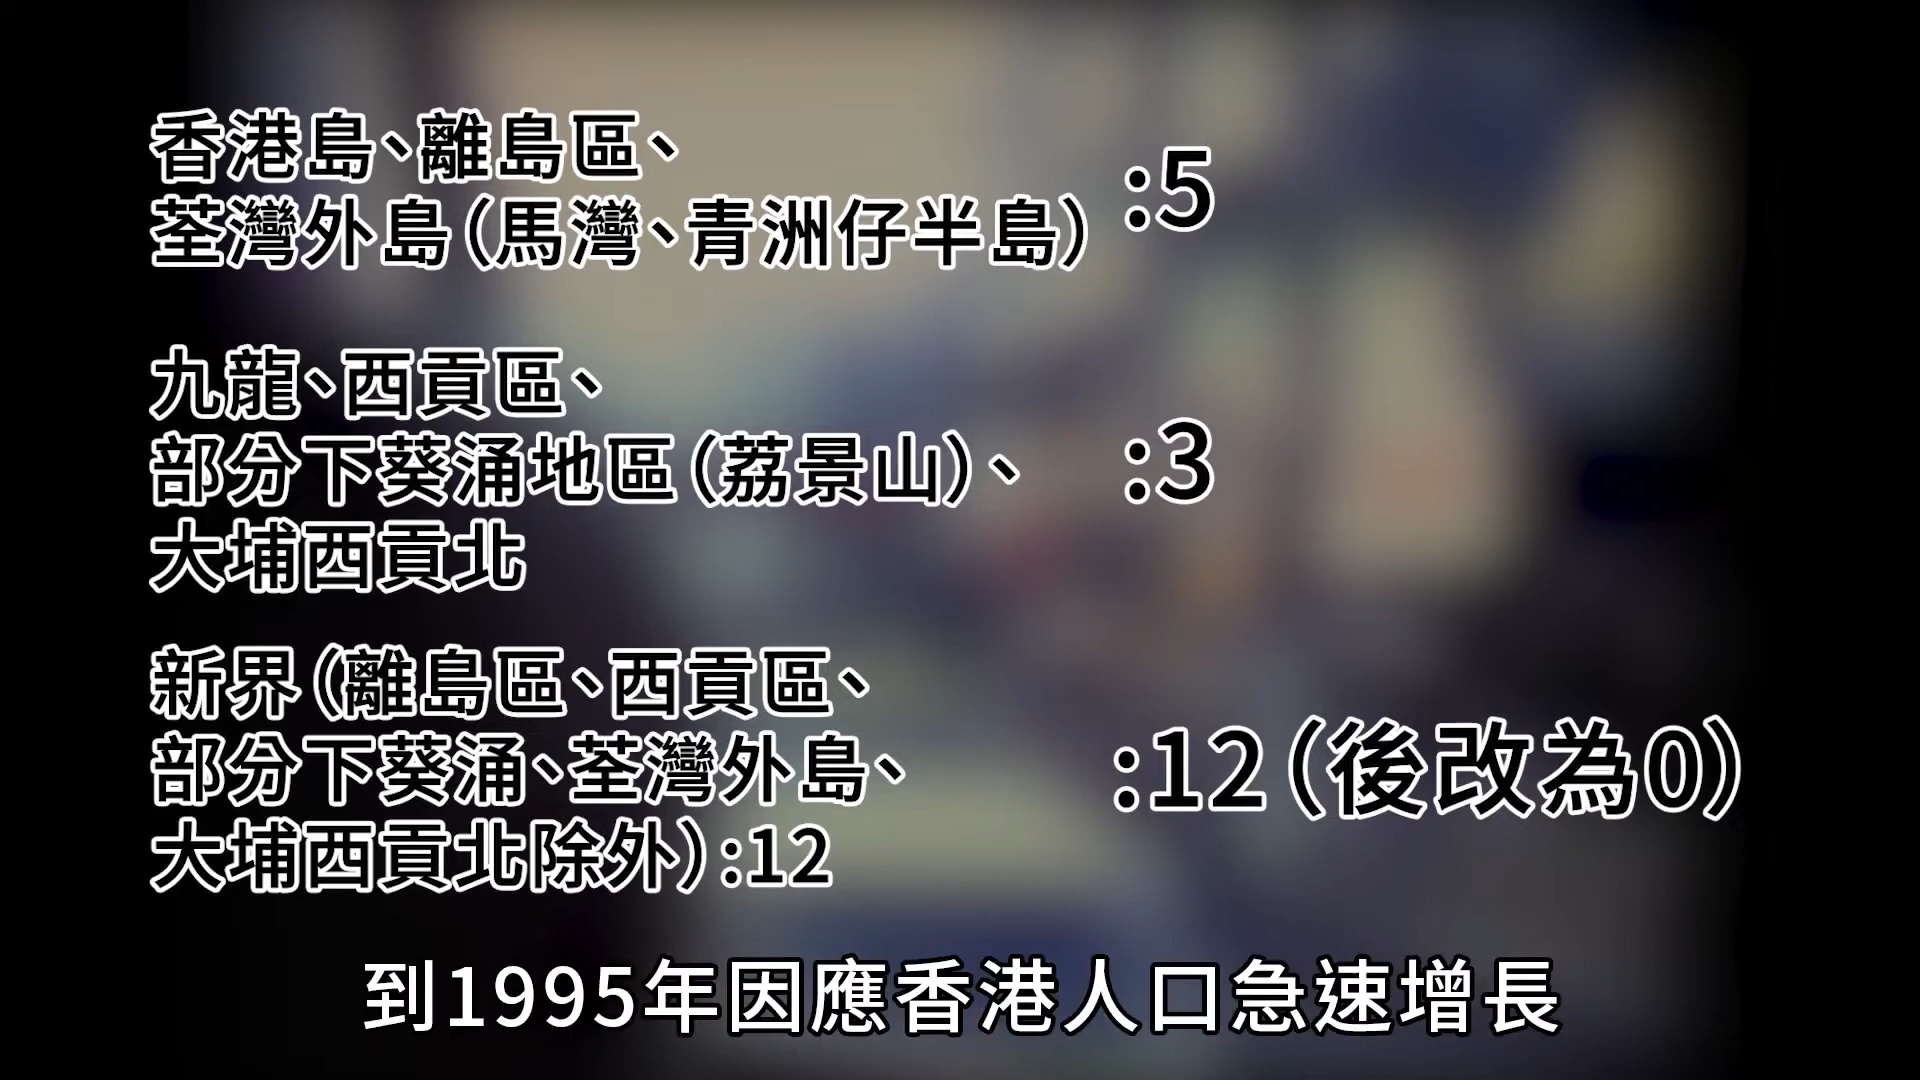 香港島、離島區、
荃灣外島（馬灣、青洲仔半島）
:5
九龍、西貢區、
部分下葵涌地區（荔景山）、
大埔西貢北
:3
新界（離島區、西貢區、
部分下葵涌、荃灣外島、
大埔西貢北除外）:12
:12（後改為0）
到1995年因應香港人口急速增長